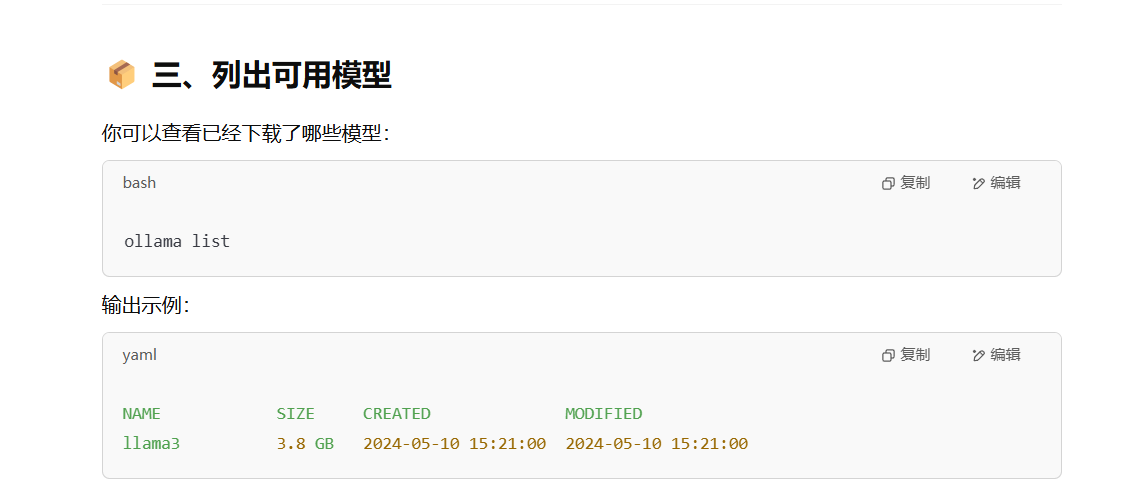 📦 三、列出可用模型
你可以查看已经下载了哪些模型：
bash 复制 编辑
ollama list
输出示例：
yaml 复制 编辑
NAME            SIZE     CREATED              MODIFIED
llama3          3.8 GB   2024-05-10 15:21:00  2024-05-10 15:21:00